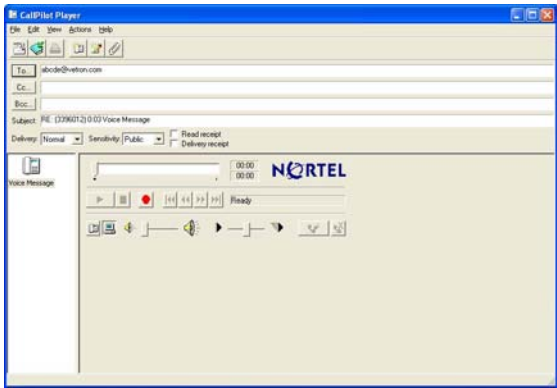 CallPilot Player
File Edit View Actions Help
To... abcde@vetron.com
Cc...
Bcc...
Subject: RE: (3396012) 0:03 Voice Message
Delivery: Normal Sensitivity: Public Read receipt
Delivery receipt
Voice Message
00:00
00:00
NORTEL
Ready